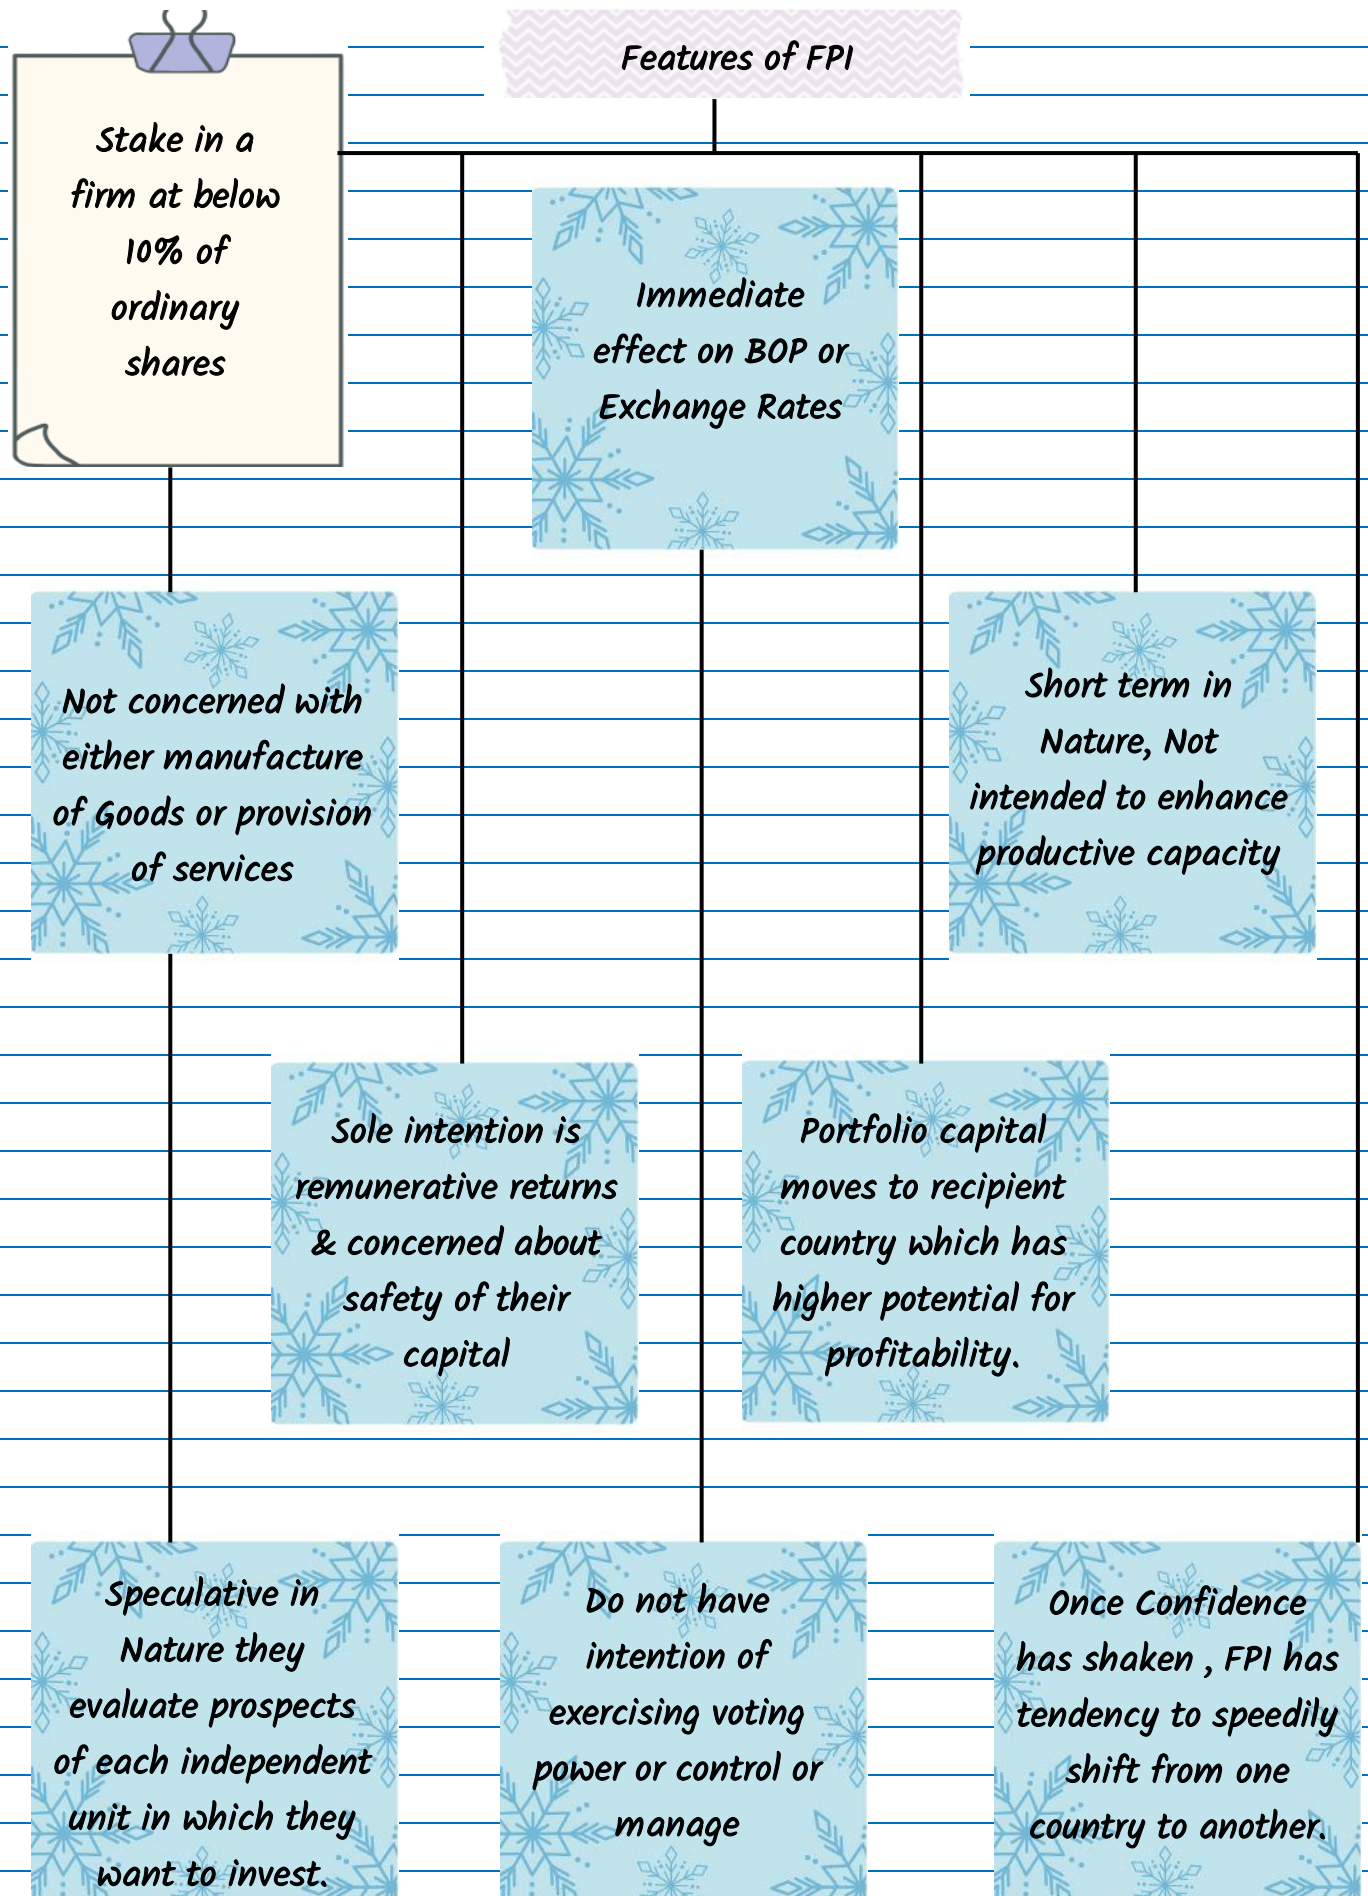 Features of FPI
Stake in a
firm at below
10% of
ordinary
shares
Immediate
effect on BOP or
Exchange Rates
Not concerned with
either manufacture
of Goods or provision
of services
Short term in
Nature, Not
intended to enhance
productive capacity
Sole intention is
remunerative returns
& concerned about
safety of their
capital
Portfolio capital
moves to recipient
country which has
higher potential for
profitability.
Speculative in
Nature they
evaluate prospects
of each independent
unit in which they
want to invest.
Do not have
intention of
exercising voting
power or control or
manage
Once Confidence
has shaken , FPI has
tendency to speedily
shift from one
country to another.